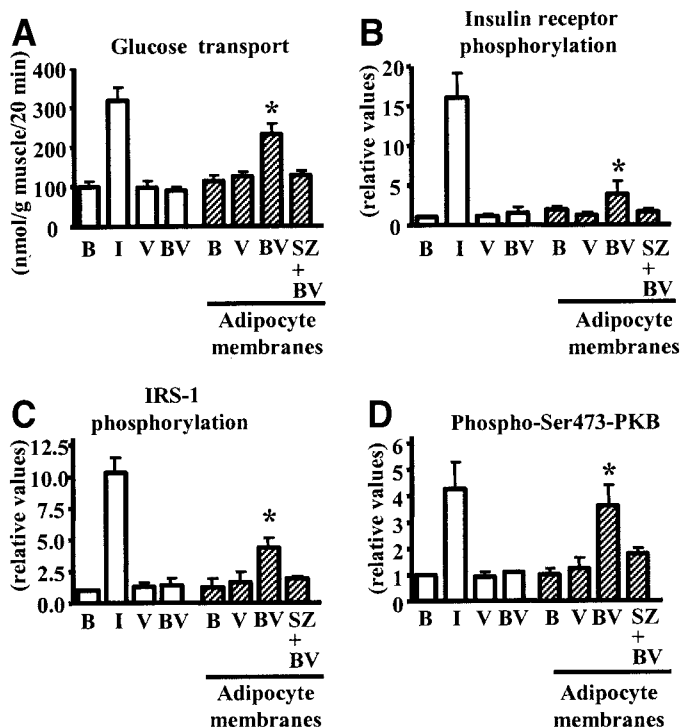 A
Glucose transport
(nmol/g muscle/20 min)
400
300
200
100
0
B I V BV B V BV SZ
+
BV
Adipocyte
membranes
B
Insulin receptor
phosphorylation
(relative values)
20
15
10
5
0
B I V BV B V BV SZ
+
BV
Adipocyte
membranes
C
IRS-1
phosphorylation
(relative values)
12.5
10.0
7.5
5.0
2.5
0.0
B I V BV B V BV SZ
+
BV
Adipocyte
membranes
D
Phospho-Ser473-PKB
(relative values)
6
5
4
3
2
1
0
B I V BV B V BV SZ
+
BV
Adipocyte
membranes